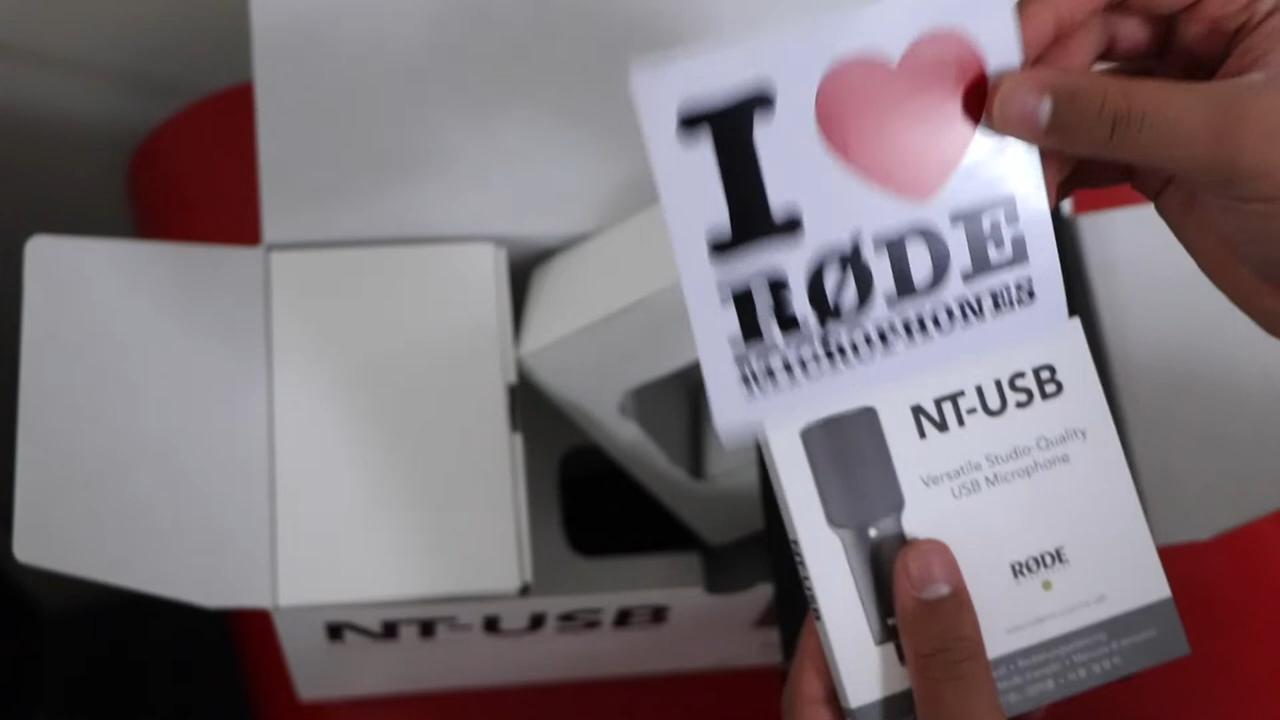 I
RØDE
MICROPHONES
NT-USB
Versatile Studio-Quality
USB Microphone
RØDE
NT-USB